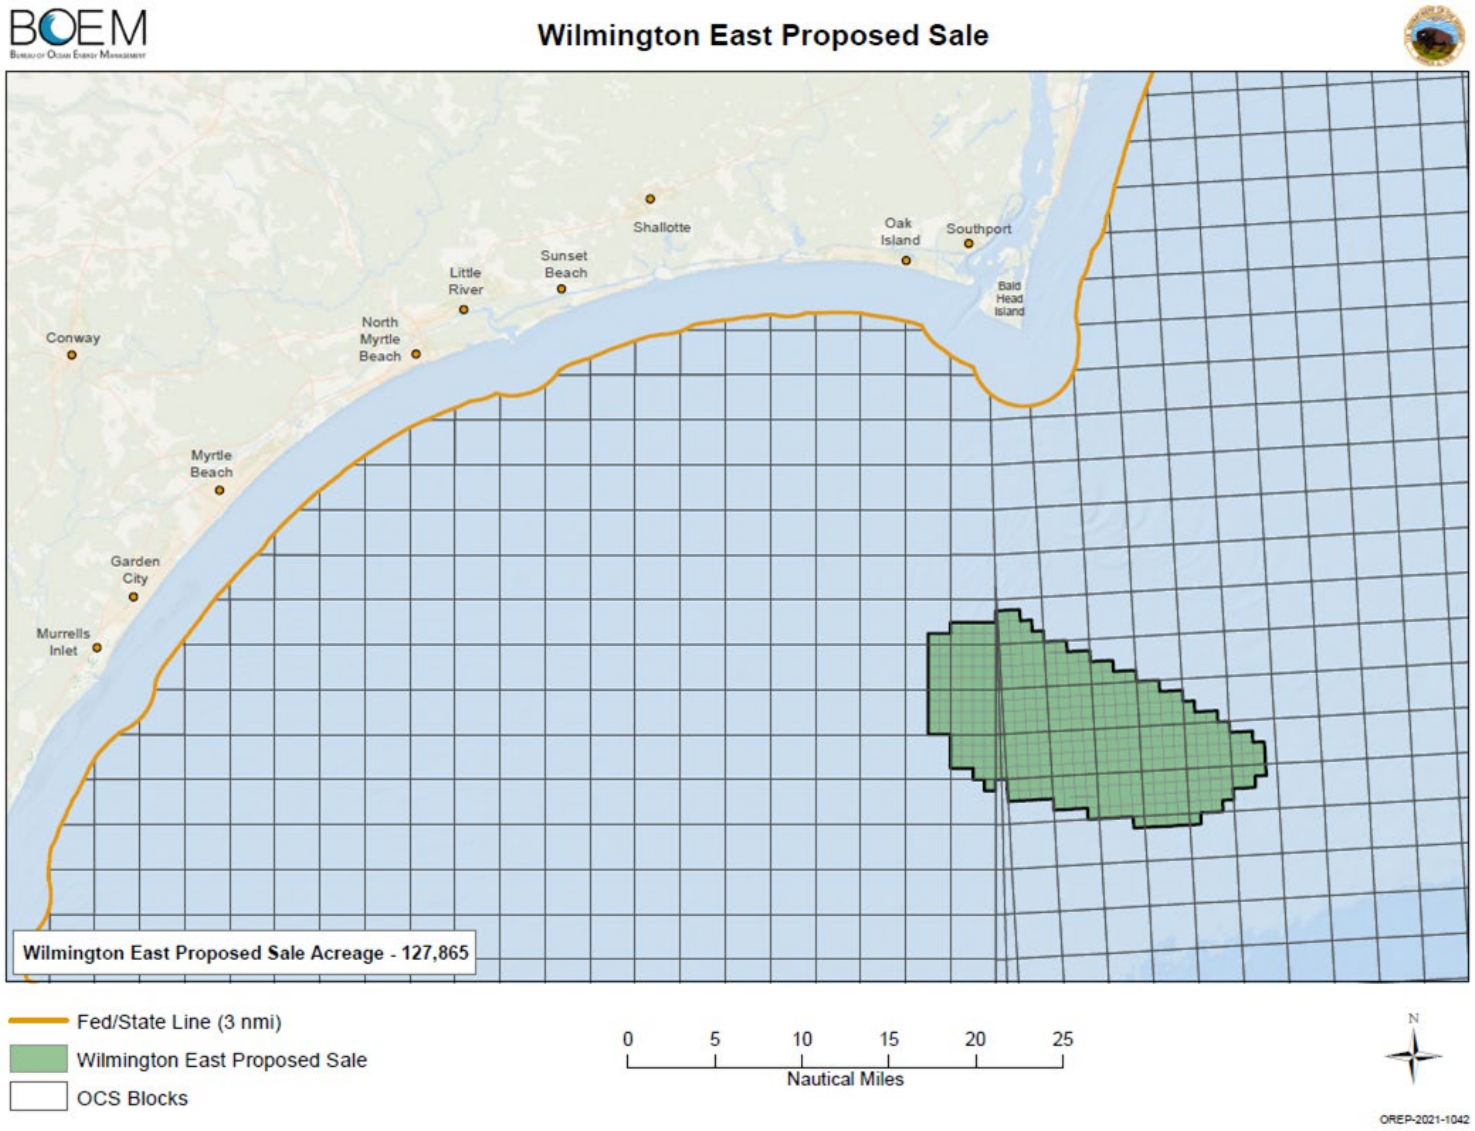 BOEM
BUREAU OF OCEAN ENERGY MANAGEMENT
Wilmington East Proposed Sale
Shallotte
Oak
Island
Southport
Sunset
Beach
Little
River
Bald
Head
Island
North
Myrtle
Beach
Conway
Myrtle
Beach
Garden
City
Murrells
Inlet
Wilmington East Proposed Sale Acreage - 127,865
Fed/State Line (3 nmi)
Wilmington East Proposed Sale
OCS Blocks
0 5 10 15 20 25
Nautical Miles
N
OREP-2021-1042